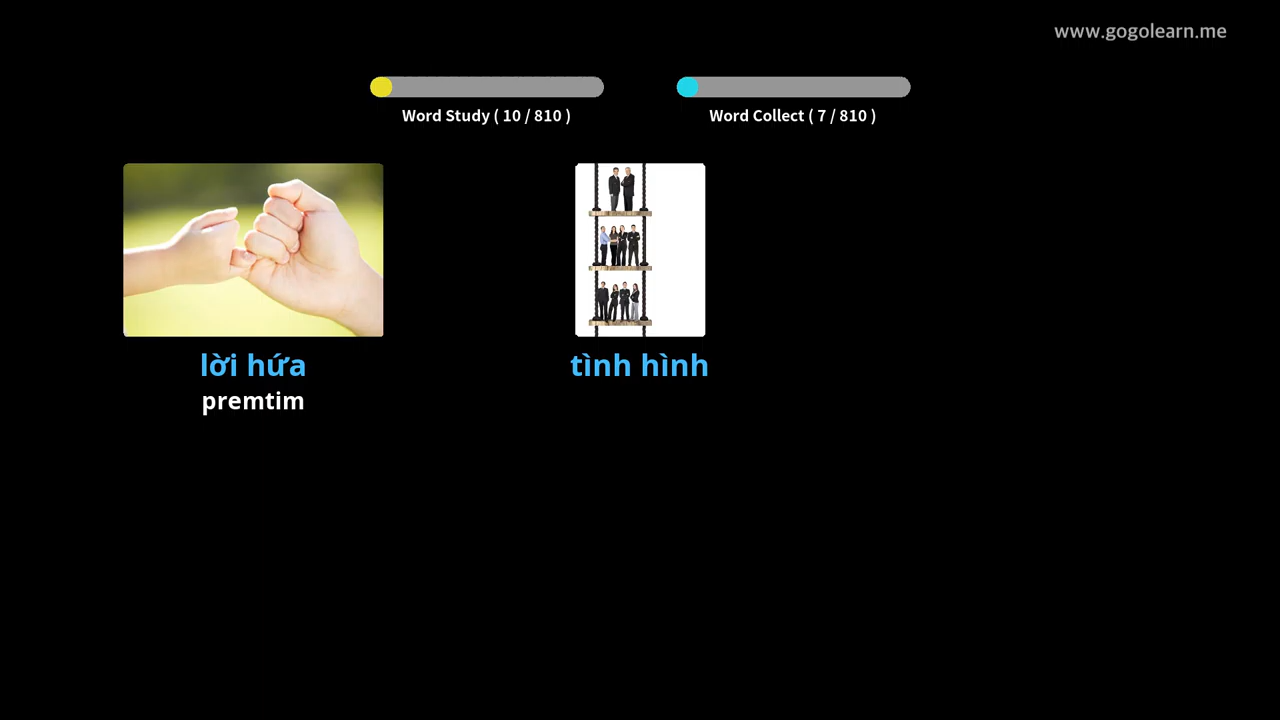 www.gogolearn.me
Word Study ( 10 / 810 )
Word Collect ( 7 / 810 )
lời hứa
premtim
tình hình